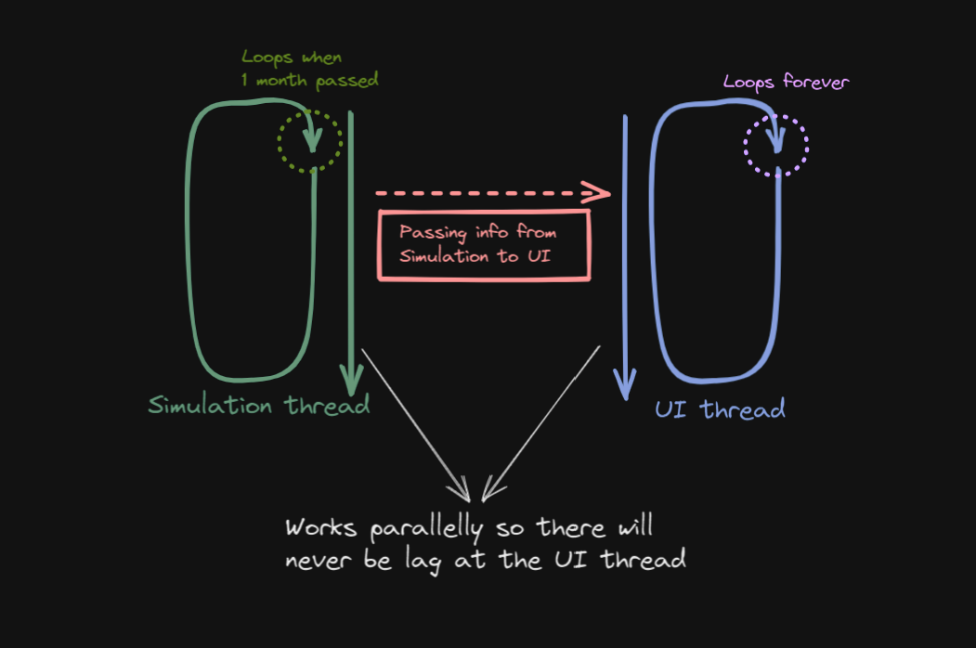 Loops when
1 month passed
Loops forever
Passing info from
Simulation to UI
Simulation thread
UI thread
Works parallelly so there will
never be lag at the UI thread